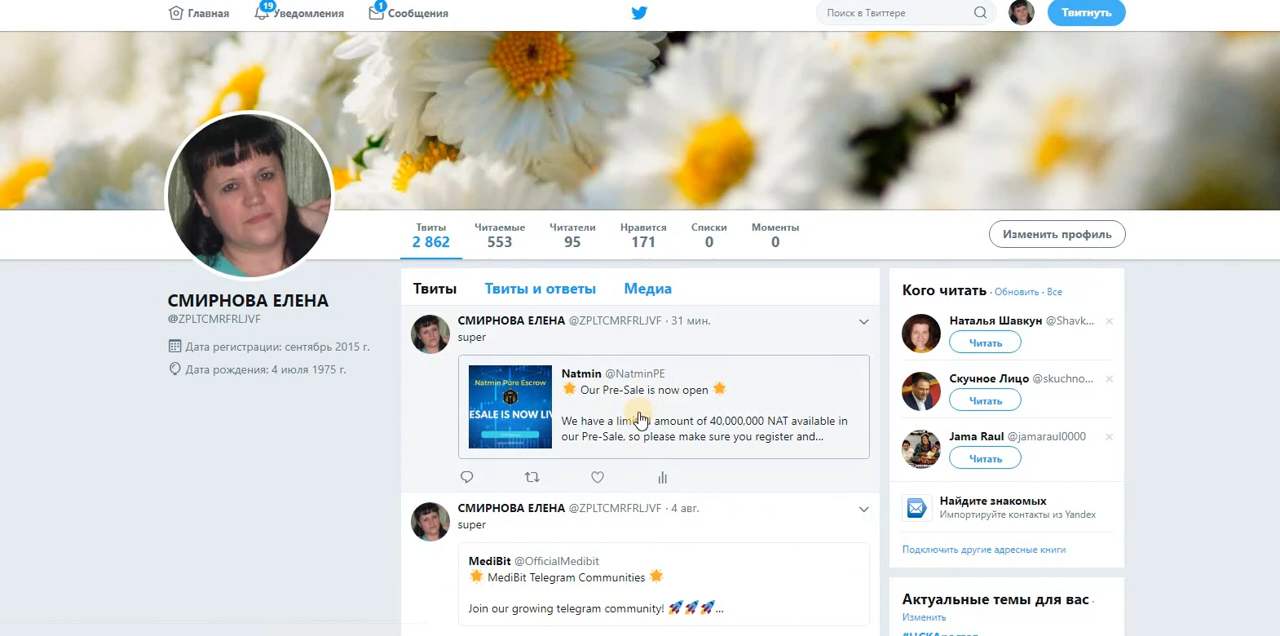 Главная
19
Уведомления
1
Сообщения
Поиск в Твиттере
Твитнуть
Твиты
2 862
Читаемые
553
Читатели
95
Нравится
171
Списки
0
Моменты
0
Изменить профиль
СМИРНОВА ЕЛЕНА
@ZPLTCMRFRLJVF
Дата регистрации: сентябрь 2015 г.
Дата рождения: 4 июля 1975 г.
Твиты
Твиты и ответы
Медиа
СМИРНОВА ЕЛЕНА @ZPLTCMRFRLJVF · 31 мин.
super
Natmin Pure Escrow
ESALE IS NOW LIV
Natmin @NatminPE
🌟 Our Pre-Sale is now open 🌟
We have a limited amount of 40,000,000 NAT available in
our Pre-Sale, so please make sure you register and...
СМИРНОВА ЕЛЕНА @ZPLTCMRFRLJVF · 4 авг.
super
MediBit @OfficialMedibit
🌟 MediBit Telegram Communities 🌟
Join our growing telegram community! 🚀🚀🚀...
Кого читать · Обновить · Все
Наталья Шавкун @Shavk...
Читать
Скучное Лицо @skuchno...
Читать
Jama Raul @jamaraul0000
Читать
Найдите знакомых
Импортируйте контакты из Yandex
Подключить другие адресные книги
Актуальные темы для вас ·
Изменить